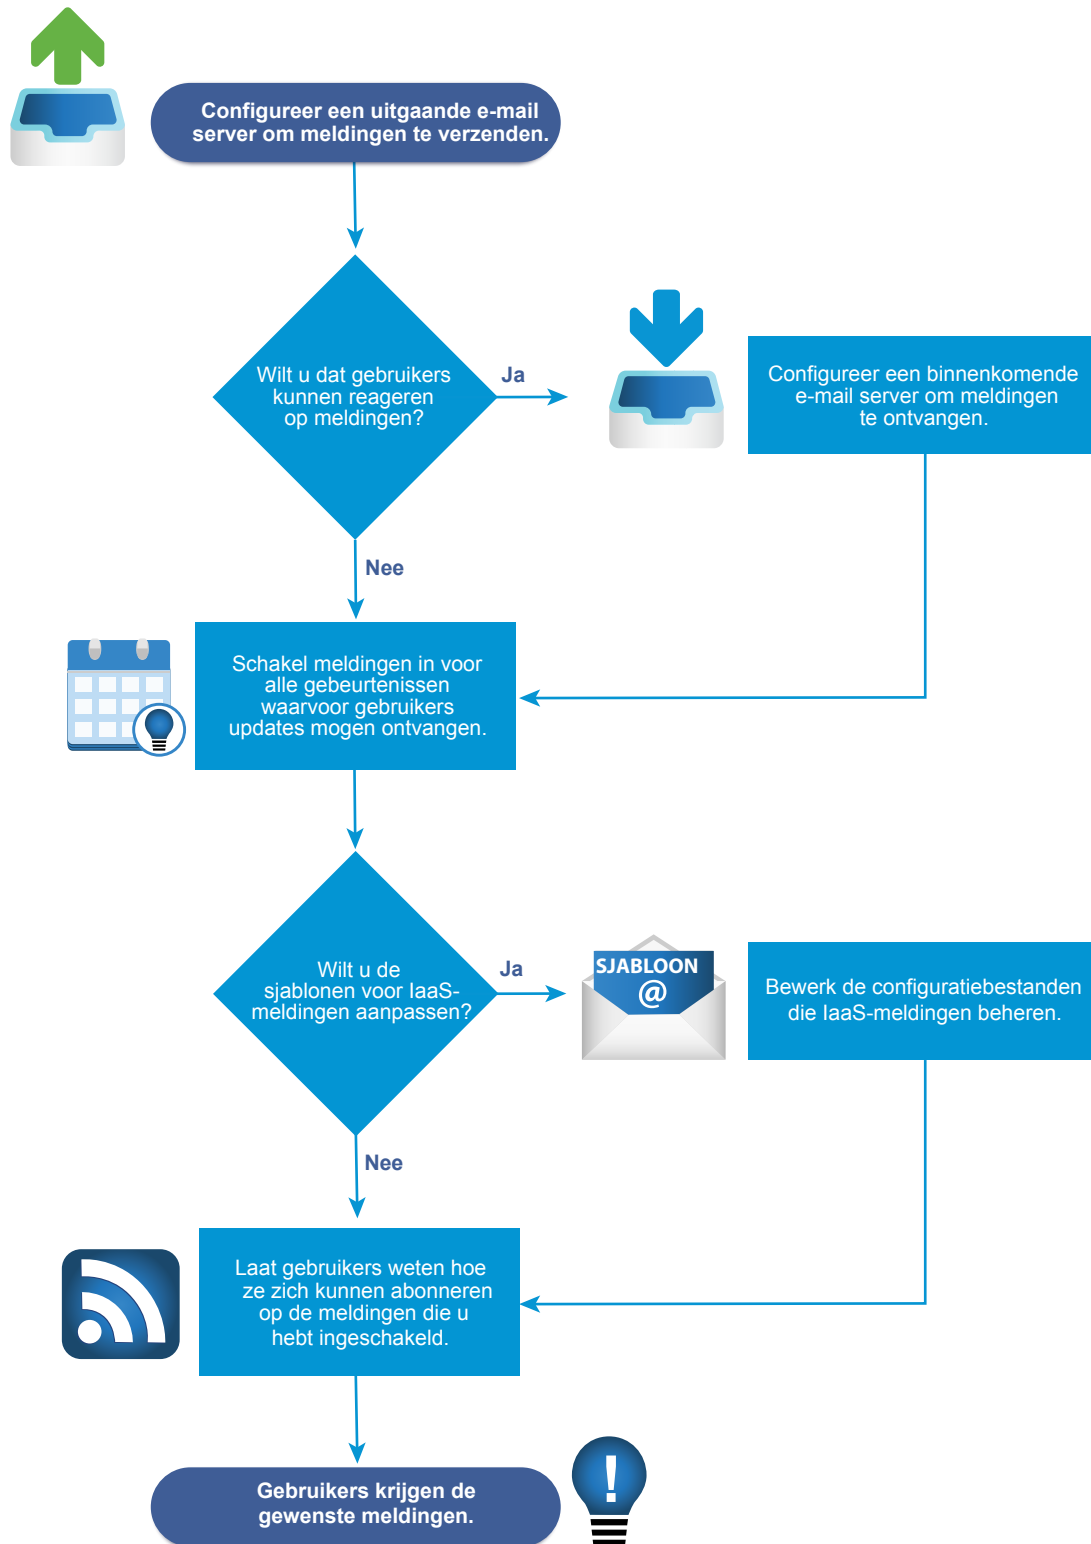 Configureer een uitgaande e-mail
server om meldingen te verzenden.
Wilt u dat gebruikers
kunnen reageren
op meldingen?
Ja
Configureer een binnenkomende
e-mail server om meldingen
te ontvangen.
Nee
Schakel meldingen in voor
alle gebeurtenissen
waarvoor gebruikers
updates mogen ontvangen.
Wilt u de
sjablonen voor IaaS-
meldingen aanpassen?
Ja
SJABLOON
@
Bewerk de configuratiebestanden
die IaaS-meldingen beheren.
Nee
Laat gebruikers weten hoe
ze zich kunnen abonneren
op de meldingen die u
hebt ingeschakeld.
Gebruikers krijgen de
gewenste meldingen.
!